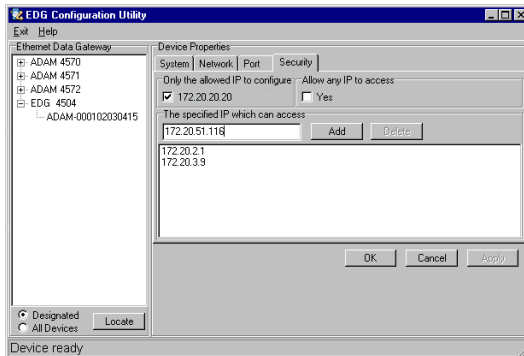 EDG Configuration Utility
Exit Help
Ethernet Data Gateway
ADAM 4570
ADAM 4571
ADAM 4572
EDG 4504
ADAM-000102030415
Designated
All Devices
Locate
Device Properties
System Network Port Security
Only the allowed IP to configure
172.20.20.20
Allow any IP to access
Yes
The specified IP which can access
172.20.51.116
Add
Delete
172.20.2.1
172.20.3.9
OK
Cancel
Apply
Device ready